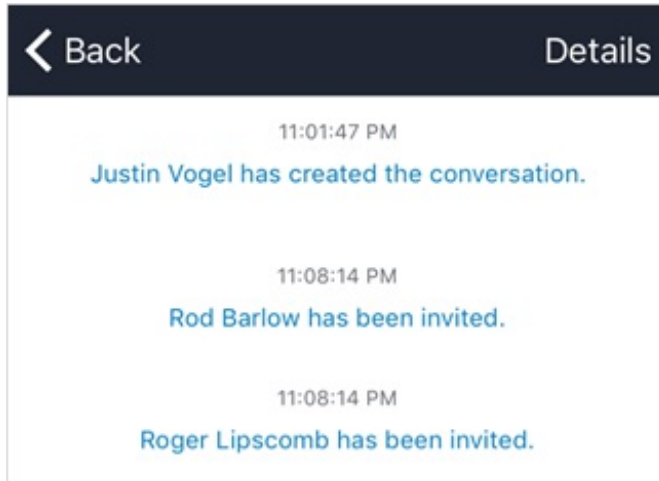 Back Details
11:01:47 PM
Justin Vogel has created the conversation.
11:08:14 PM
Rod Barlow has been invited.
11:08:14 PM
Roger Lipscomb has been invited.